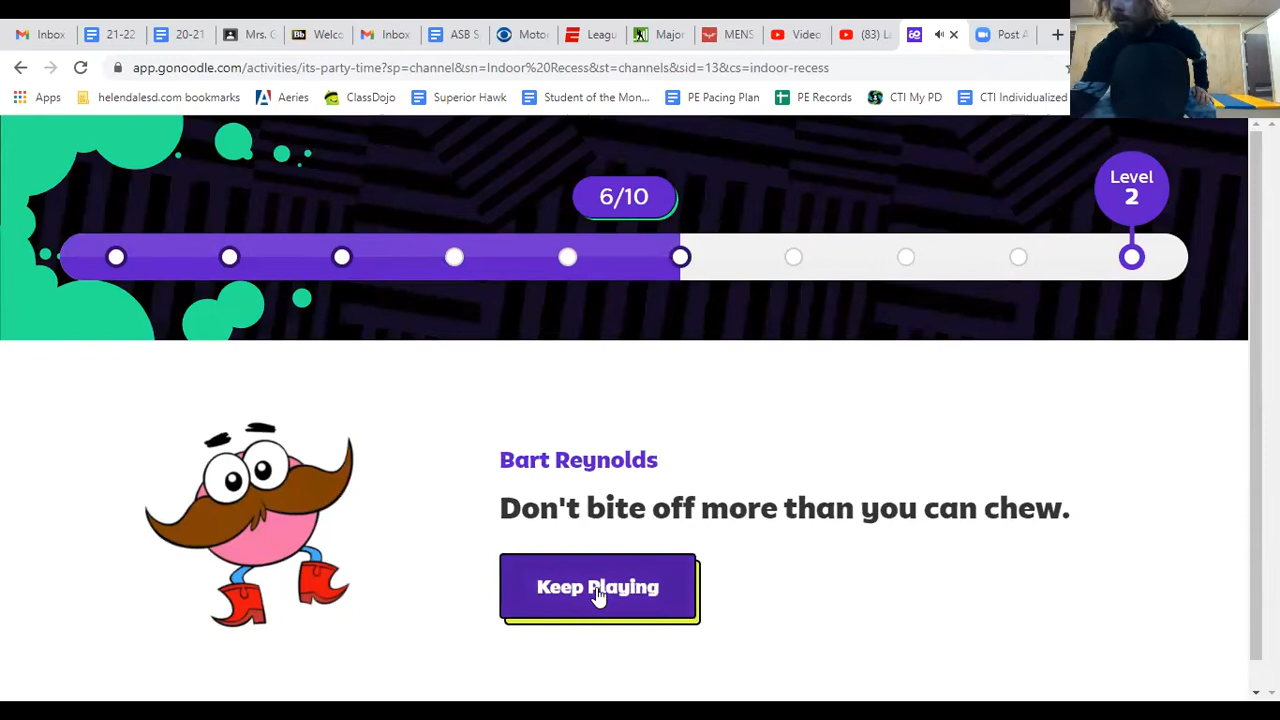 Inbox 21-22 20-21 Mrs. C Bb Welco Inbox ASB S Moto Leagu Major MENS Video (83) L Post A
app.gonoodle.com/activities/its-party-time?sp=channel&sn=Indoor%20Recess&st=channels&sid=13&cs=indoor-recess
Apps helendalesd.com bookmarks Aeries ClassDojo Superior Hawk Student of the Mon... PE Pacing Plan PE Records CTI My PD CTI Individualized
6/10
Level
2
Bart Reynolds
Don't bite off more than you can chew.
Keep Playing